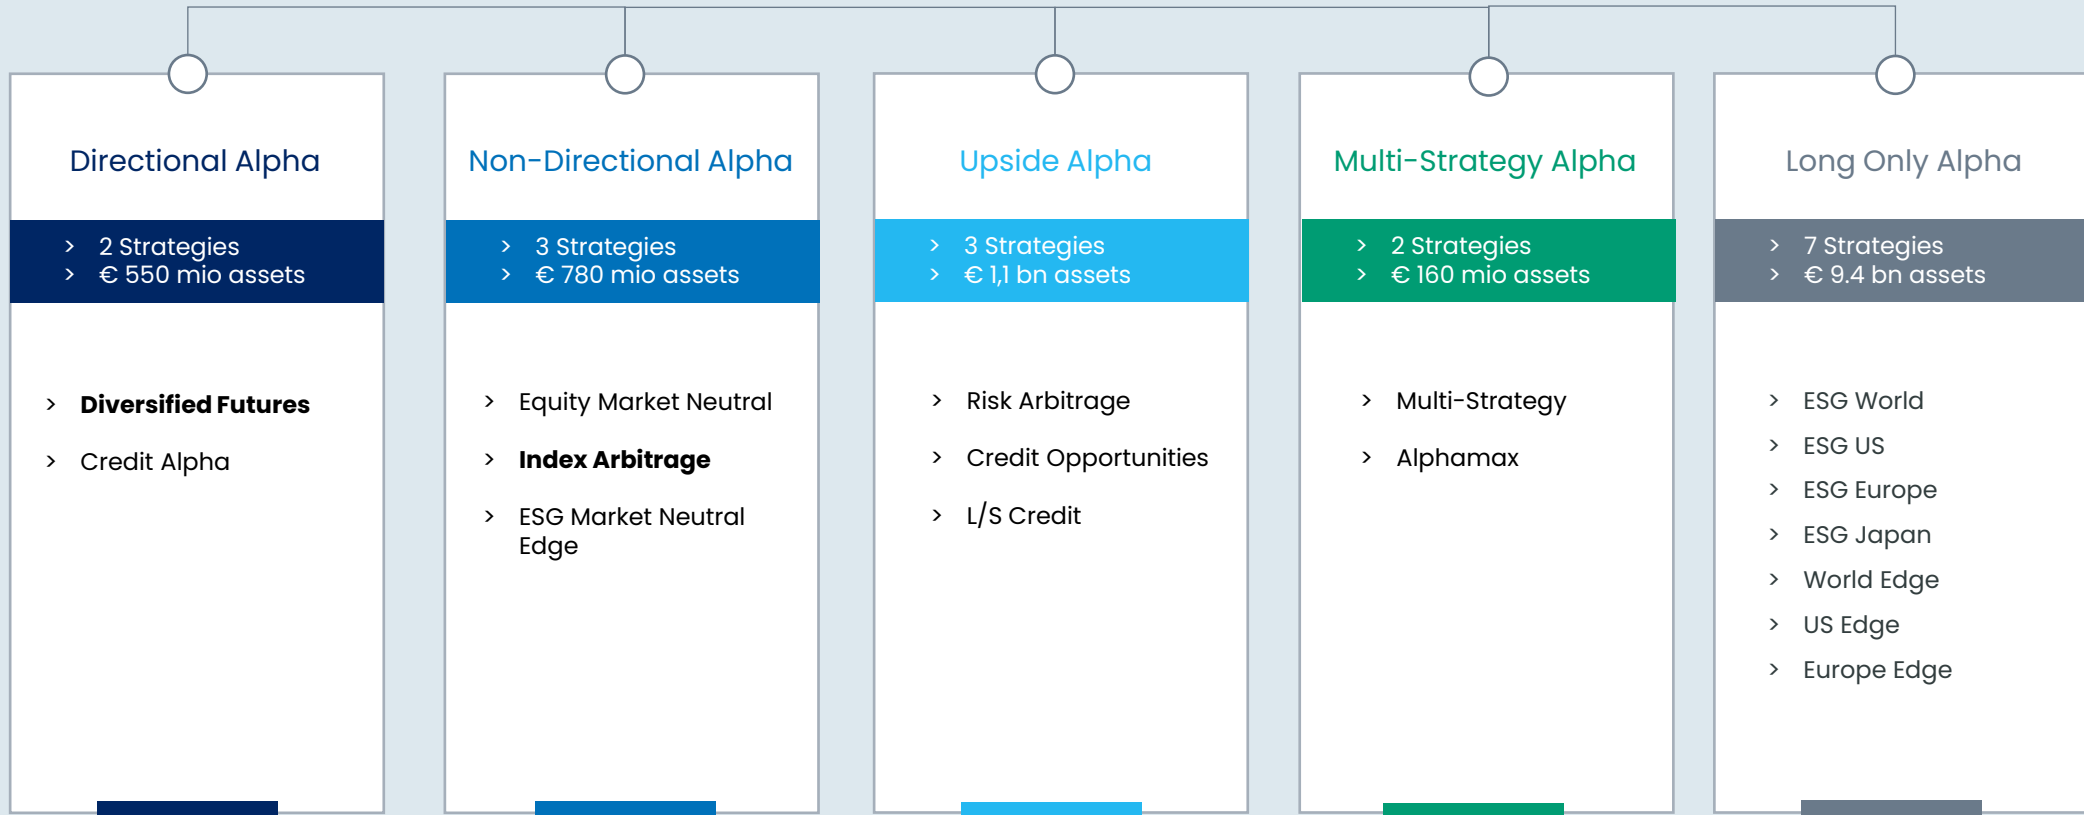 Directional Alpha
> 2 Strategies
> € 550 mio assets
> Diversified Futures
> Credit Alpha
Non-Directional Alpha
> 3 Strategies
> € 780 mio assets
> Equity Market Neutral
> Index Arbitrage
> ESG Market Neutral
Edge
Upside Alpha
> 3 Strategies
> € 1,1 bn assets
> Risk Arbitrage
> Credit Opportunities
> L/S Credit
Multi-Strategy Alpha
> 2 Strategies
> € 160 mio assets
> Multi-Strategy
> Alphamax
Long Only Alpha
> 7 Strategies
> € 9.4 bn assets
> ESG World
> ESG US
> ESG Europe
> ESG Japan
> World Edge
> US Edge
> Europe Edge